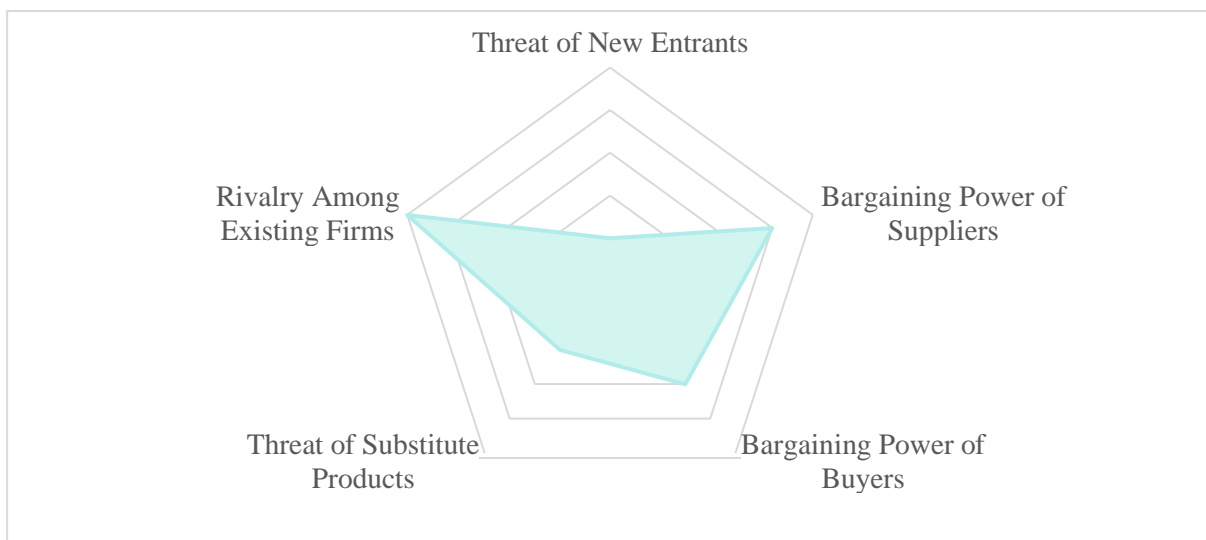 Threat of New Entrants
Rivalry Among
Existing Firms
Bargaining Power of
Suppliers
Threat of Substitute
Products
Bargaining Power of
Buyers